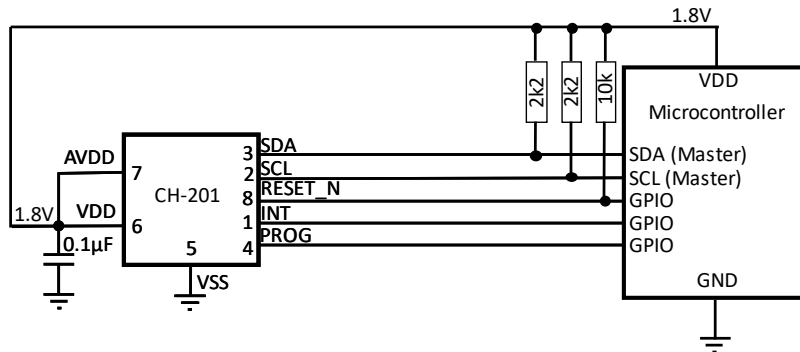 1.8V
2k2
2k2
10k
VDD
Microcontroller
SDA (Master)
SCL (Master)
GPIO
GPIO
GPIO
GND
AVDD
7
1.8V
VDD
6
0.1µF
CH-201
5
VSS
3 SDA
2 SCL
8 RESET_N
1 INT
4 PROG